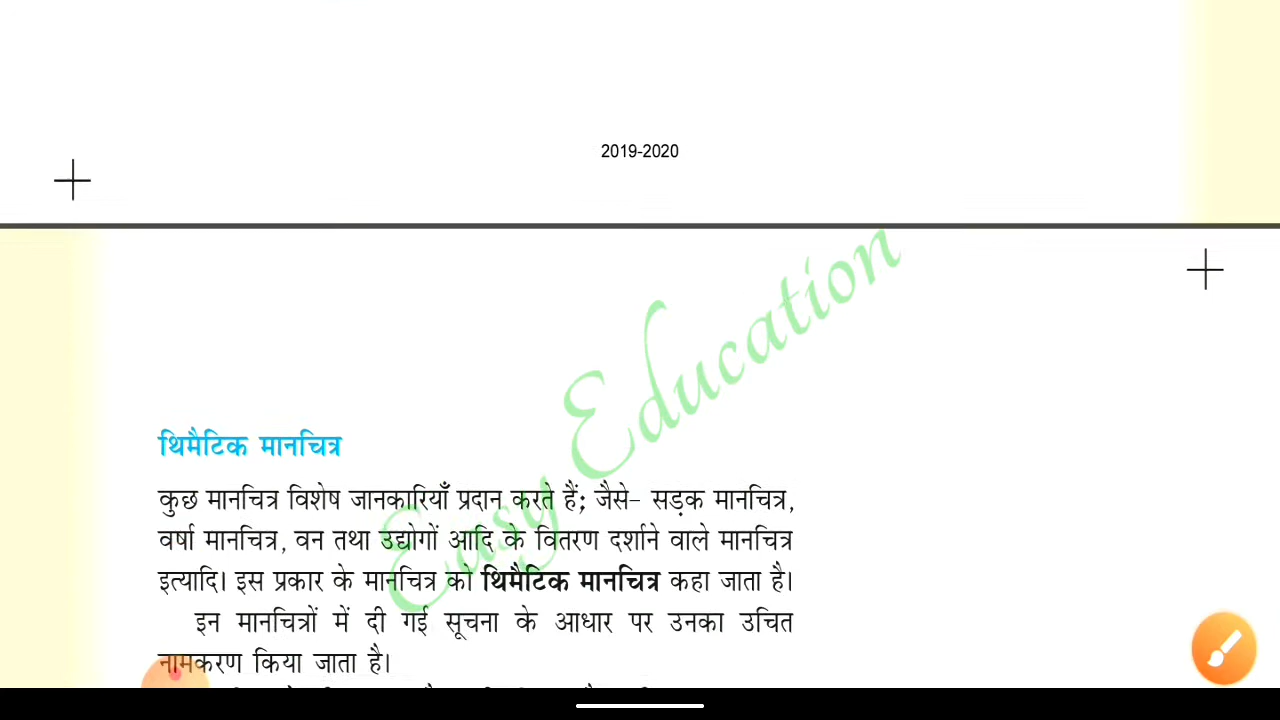 2019-2020
Easy Education
थिमैटिक मानचित्र
कुछ मानचित्र विशेष जानकारियाँ प्रदान करते हैं; जैसे- सड़क मानचित्र,
वर्षा मानचित्र, वन तथा उद्योगों आदि के वितरण दर्शाने वाले मानचित्र
इत्यादि। इस प्रकार के मानचित्र को थिमैटिक मानचित्र कहा जाता है।
इन मानचित्रों में दी गई सूचना के आधार पर उनका उचित
नामकरण किया जाता है।